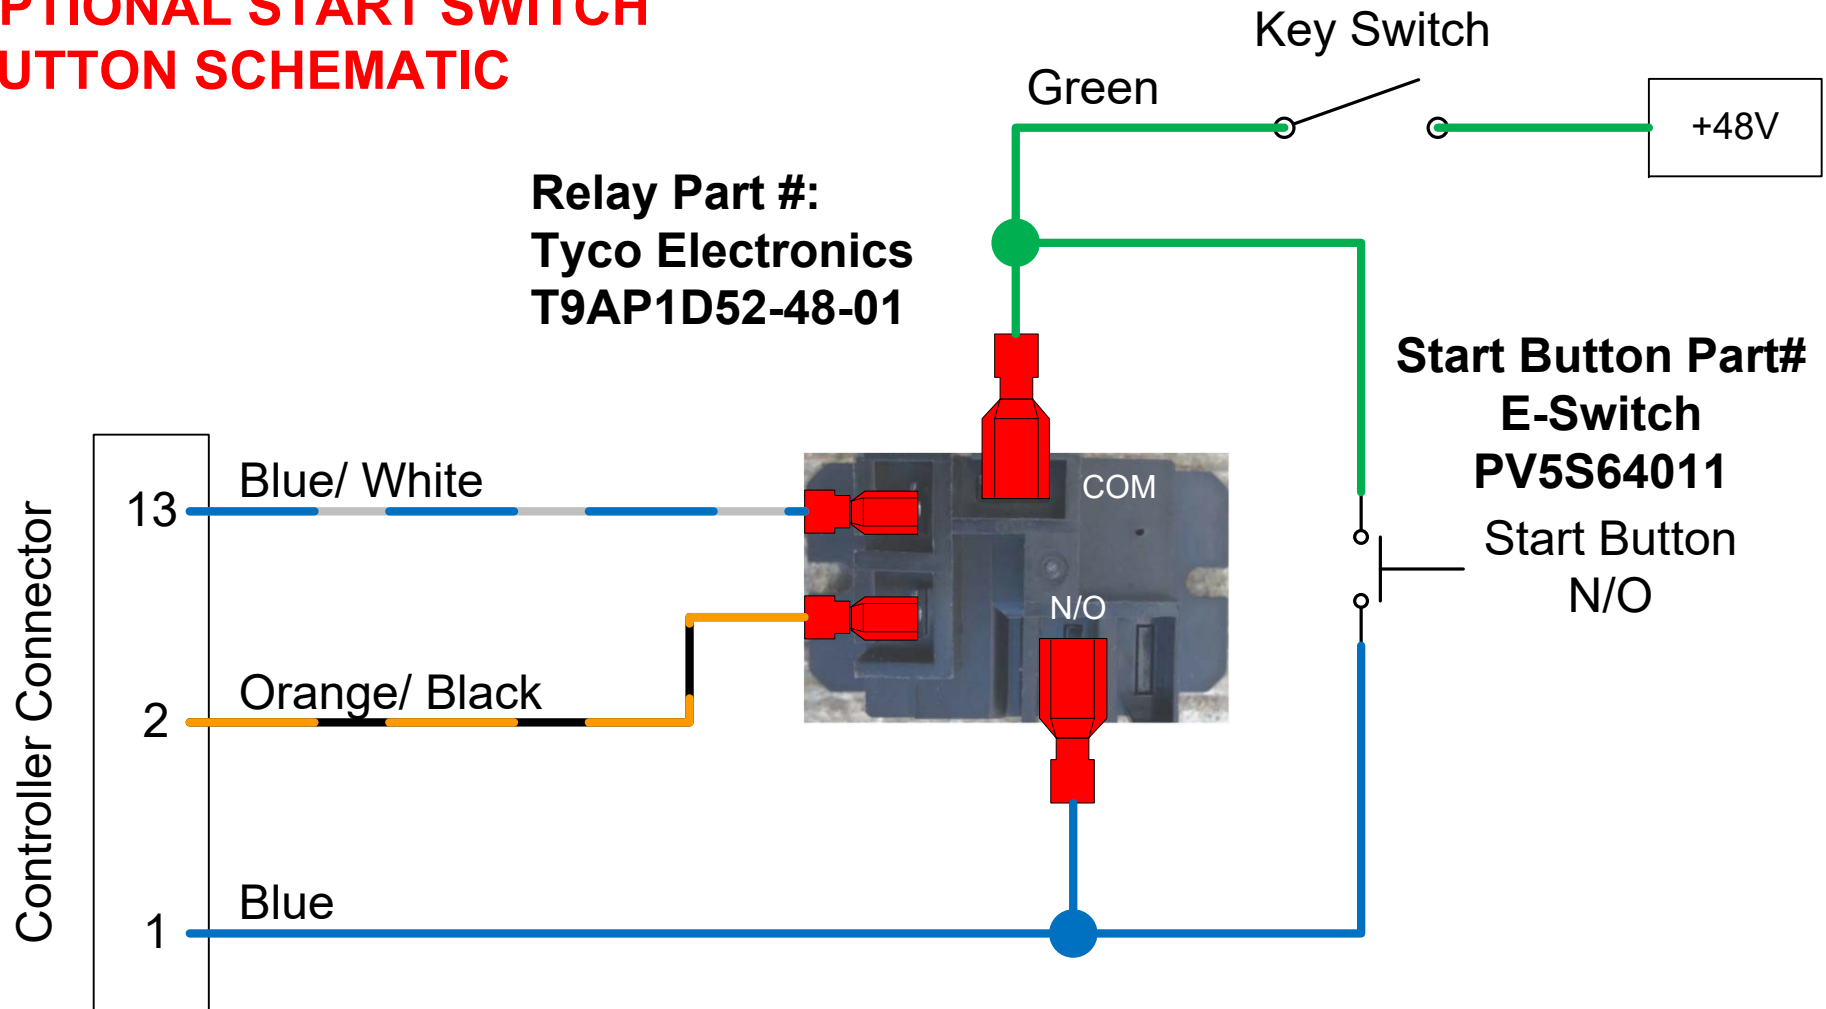 PTIONAL START SWITCH
UTTON SCHEMATIC
Key Switch
Green
+48V
Relay Part #:
Tyco Electronics
T9AP1D52-48-01
Start Button Part#
E-Switch
PV5S64011
Start Button
N/O
COM
N/O
Controller Connector
13
Blue/ White
2
Orange/ Black
1
Blue